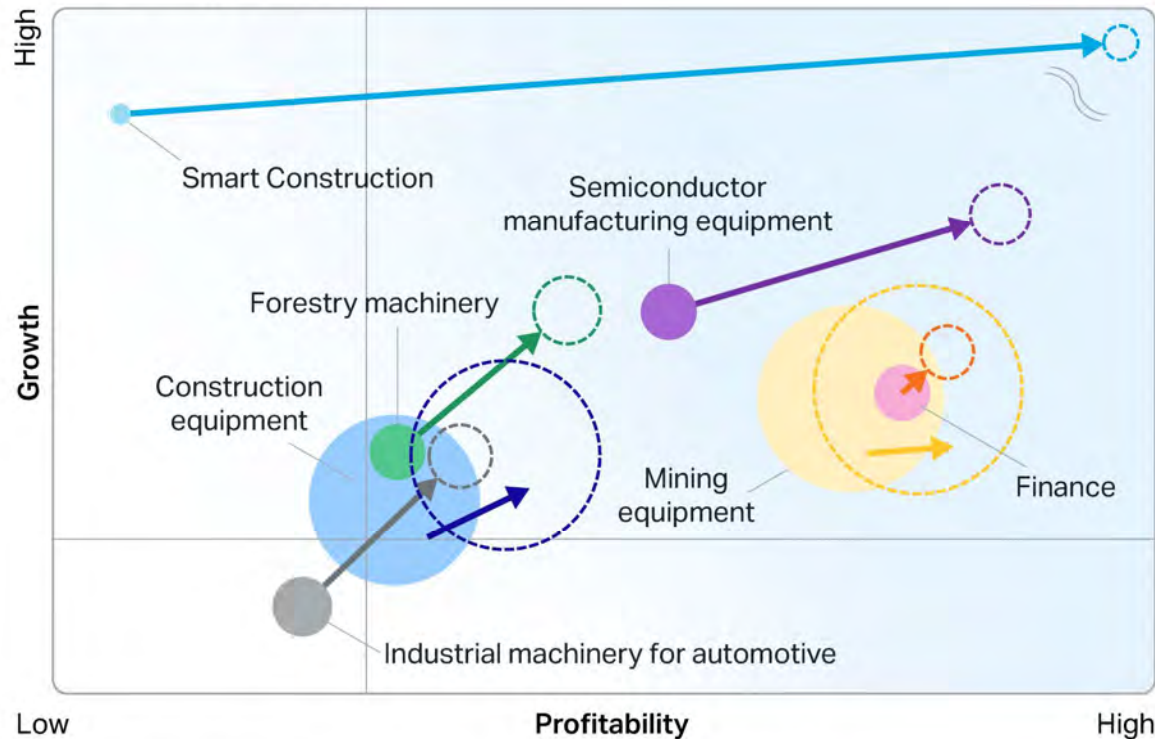 High
Smart Construction
Semiconductor
manufacturing equipment
Forestry machinery
Growth
Construction
equipment
Mining
equipment
Finance
Industrial machinery for automotive
Low
Profitability
High